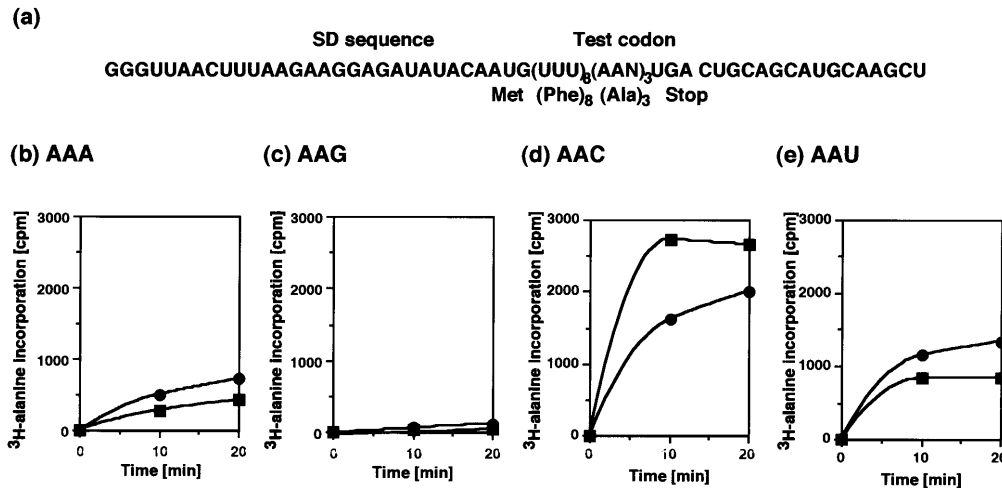 (a)
SD sequence Test codon
GGGUUAACUUUAAGAAGGAGAUAUACAAUG(UUU)8(AAN)3UGA CUGCAGCAUGCAAGCU
Met (Phe)8 (Ala)3 Stop
(b) AAA (c) AAG (d) AAC (e) AAU
3H-alanine incorporation [cpm]
3000
2000
1000
0
0 10 20
Time [min]
3H-alanine incorporation [cpm]
3000
2000
1000
0
0 10 20
Time [min]
3H-alanine incorporation [cpm]
3000
2000
1000
0
0 10 20
Time [min]
3H-alanine incorporation [cpm]
3000
2000
1000
0
0 10 20
Time [min]